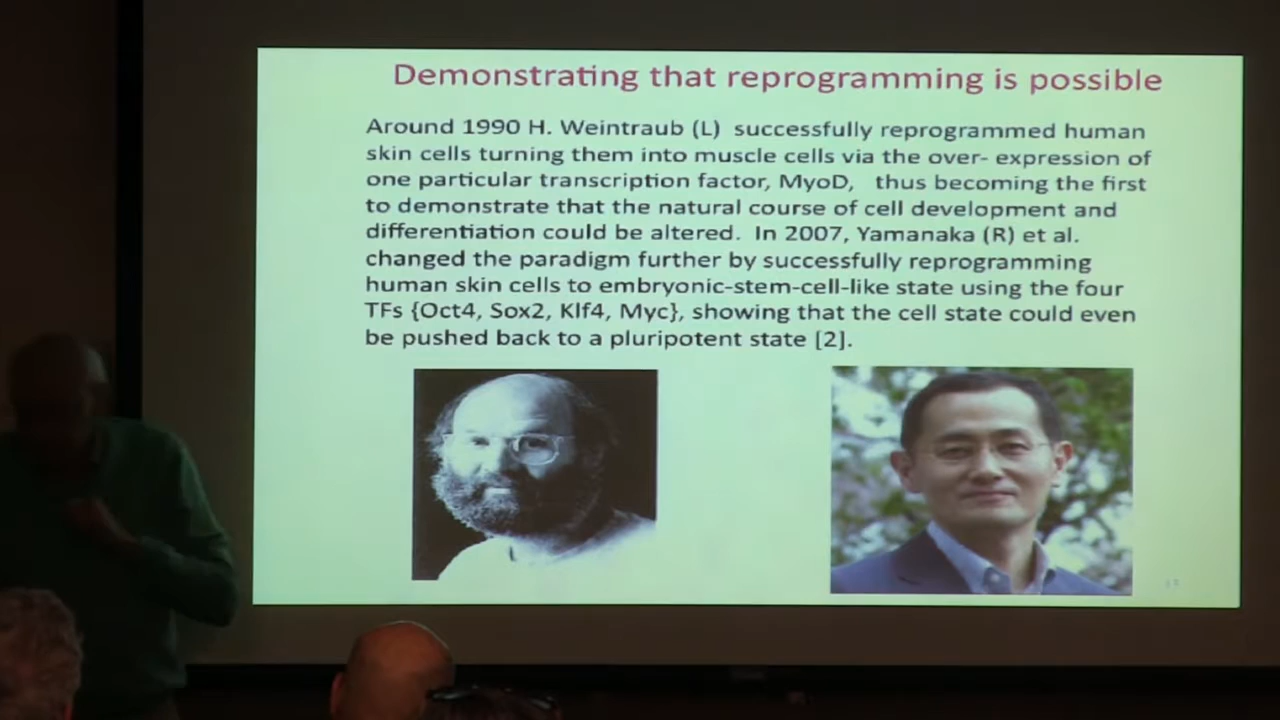 Demonstrating that reprogramming is possible
Around 1990 H. Weintraub (L) successfully reprogrammed human
skin cells turning them into muscle cells via the over- expression of
one particular transcription factor, MyoD, thus becoming the first
to demonstrate that the natural course of cell development and
differentiation could be altered. In 2007, Yamanaka (R) et al.
changed the paradigm further by successfully reprogramming
human skin cells to embryonic-stem-cell-like state using the four
TFs {Oct4, Sox2, Klf4, Myc}, showing that the cell state could even
be pushed back to a pluripotent state [2].